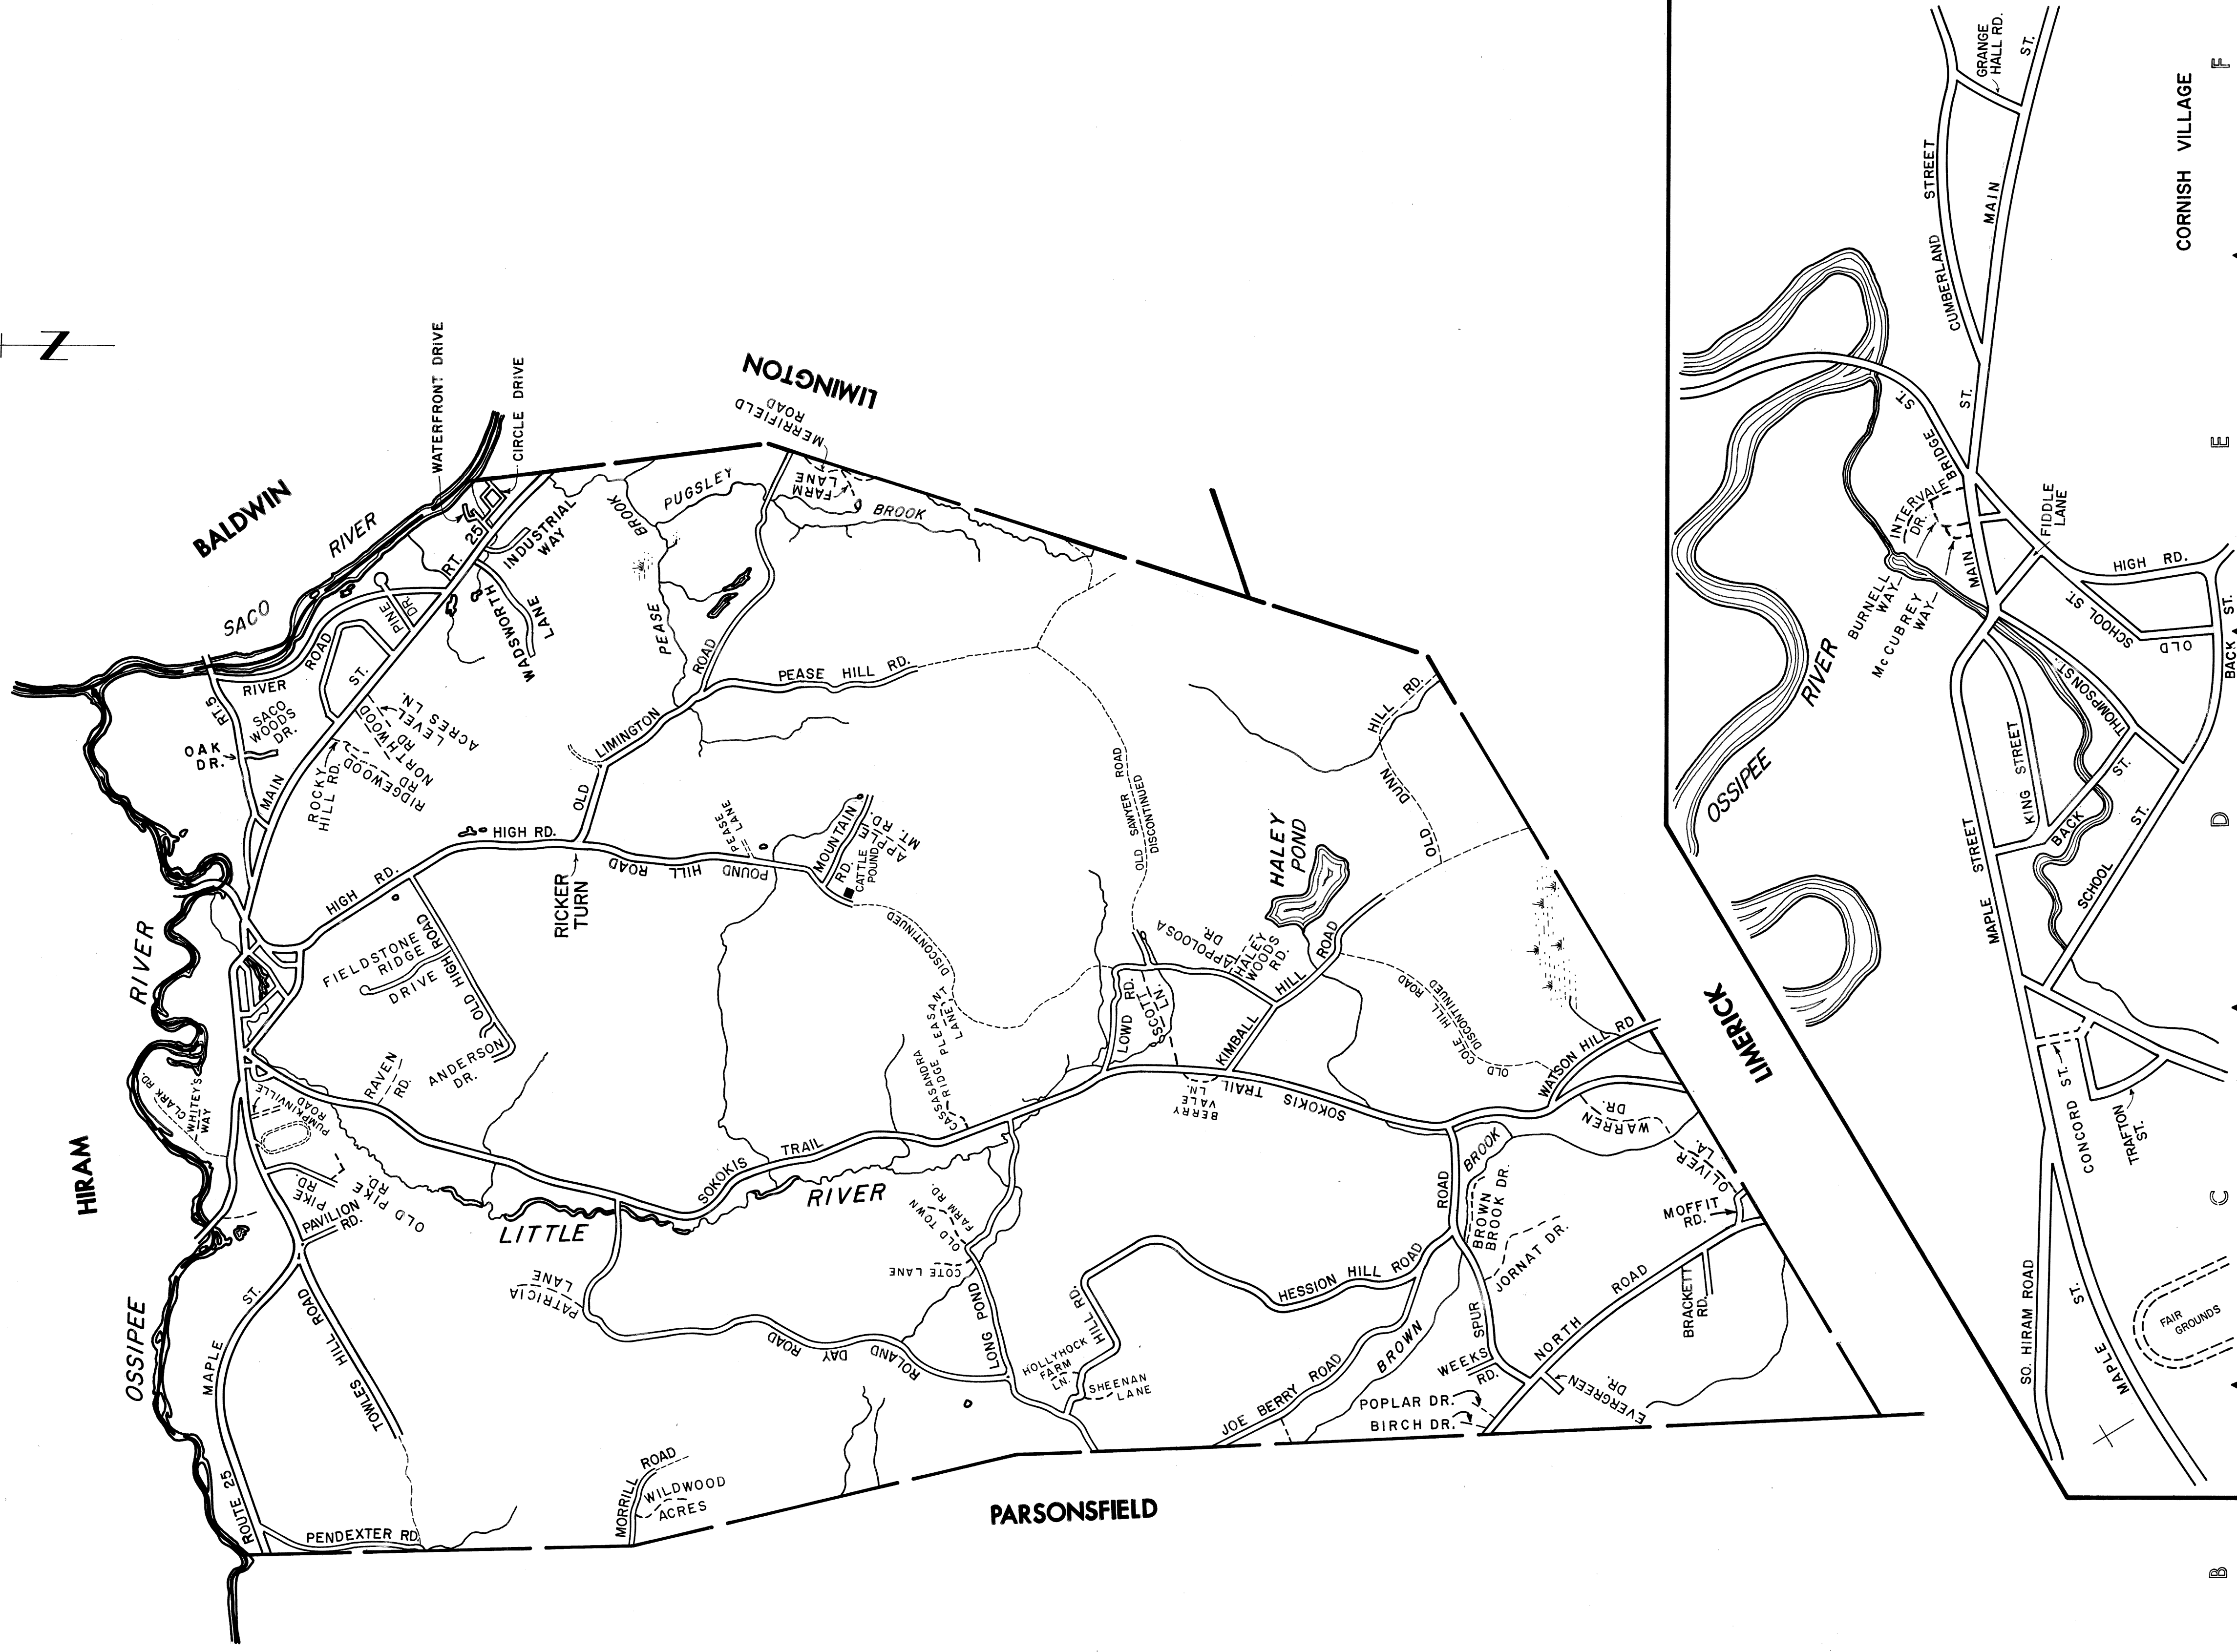 N
BALDWIN
RIVER
SACO
WATERFRONT DRIVE
CIRCLE DRIVE
LIMINGTON
MERRIFIELD
ROAD
FARM
LANE
PUGSLEY
BROOK
BROOK
PEASE
RT. 25
INDUSTRIAL
WAY
WADSWORTH
LANE
PINE
DR.
ROAD
RIVER
RT.5
SACO
WOODS
DR.
OAK
DR.
ST.
MAIN
LEVEL
ACRES LN.
NORTHWOOD
RD
RIDGEWOOD
RD
ROCKY
HILL RD.
ROAD
LIMINGTON
OLD
PEASE HILL RD.
HIGH RD.
RICKER
TURN
POUND HILL ROAD
PEASE
LANE
MOUNTAIN
RD.
APPLE
MT. RD.
CATTLE
POUND
DISCONTINUED
OLD SAWYER ROAD
DISCONTINUED
HILL RD.
DUNN
OLD
HALEY
POND
APPOLOOSA
DR.
HALEY
WOODS
RD.
KIMBALL HILL ROAD
SCOTT
LN.
LOWD RD.
OLD COLE HILL ROAD
DISCONTINUED
WATSON HILL RD
HIGH RD.
FIELDSTONE
RIDGE
DRIVE
OLD HIGH ROAD
ANDERSON
DR.
RAVEN
RD.
RIVER
HIRAM
CLARK RD.
WHITEY'S
WAY
PUMPKINVILLE
ROAD
PIKE
RD.
OLD PIKE
RD.
PAVILION
RD.
OSSIPEE
MAPLE ST.
TOWLES HILL ROAD
ROUTE 25
PENDEXTER RD.
LITTLE
RIVER
SOKOKIS TRAIL
CASSASANDRA
RIDGE
PLEASANT
LANE
BERRY
VALE
LN.
SOKOKIS TRAIL
PATRICIA
LANE
ROLAND DAY ROAD
OLD TOWN
FARM RD.
COTE LANE
LONG POND
HOLLYHOCK
FARM
LN.
HILL RD.
SHEENAN
LANE
HESSION HILL ROAD
ROAD
BROOK
BROWN
BROOK DR.
JORNAT DR.
SPUR
BROWN
JOE BERRY ROAD
WEEKS
RD.
POPLAR DR.
BIRCH DR.
NORTH ROAD
EVERGREEN
DR.
BRACKETT
RD.
MOFFIT
RD.
OLIVER
LA.
WARREN
DR.
MORRILL ROAD
WILDWOOD
ACRES
PARSONSFIELD
LIMERICK
CORNISH VILLAGE
GRANGE
HALL RD.
MAIN ST.
CUMBERLAND STREET
ST.
BRIDGE ST.
INTERVALE
DR.
MAIN
FIDDLE
LANE
HIGH RD.
BURNELL
WAY
McCUBREY
WAY
SCHOOL ST.
OLD
BACK ST.
THOMPSON ST.
KING STREET
BACK ST.
SCHOOL ST.
MAPLE STREET
OSSIPEE RIVER
CONCORD ST.
TRAFTON
ST.
SO. HIRAM ROAD
MAPLE ST.
FAIR
GROUNDS
B
C
D
E
F